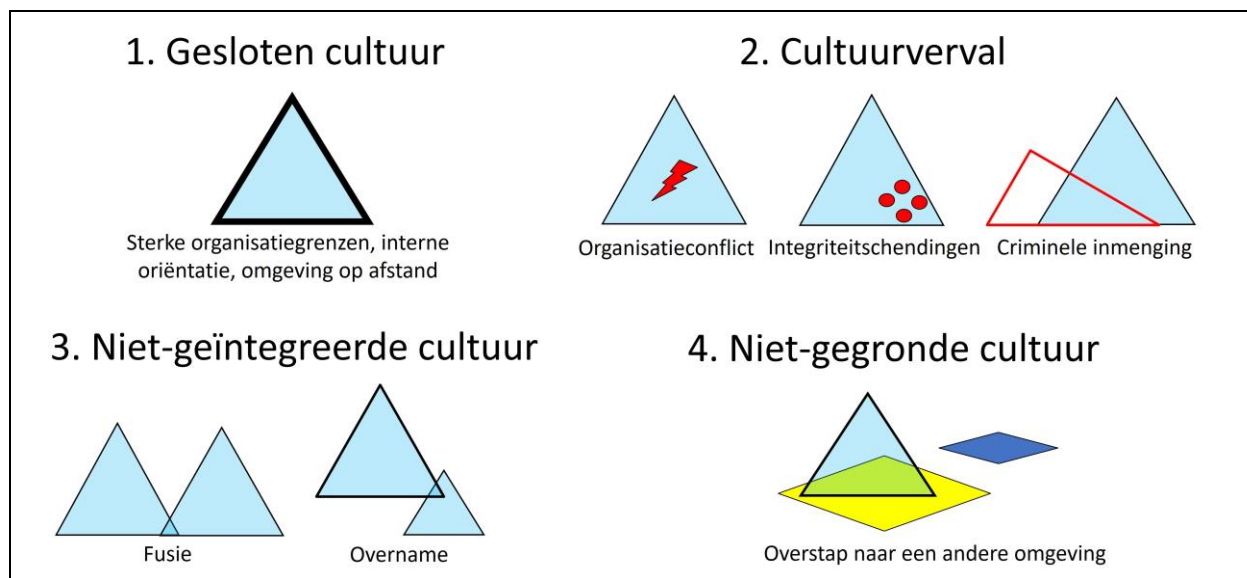 1. Gesloten cultuur
Sterke organisatiegrenzen, interne
oriëntatie, omgeving op afstand
2. Cultuurverval
Organisatieconflict
Integriteitschendingen
Criminele inmenging
3. Niet-geïntegreerde cultuur
Fusie
Overname
4. Niet-gegronde cultuur
Overstap naar een andere omgeving